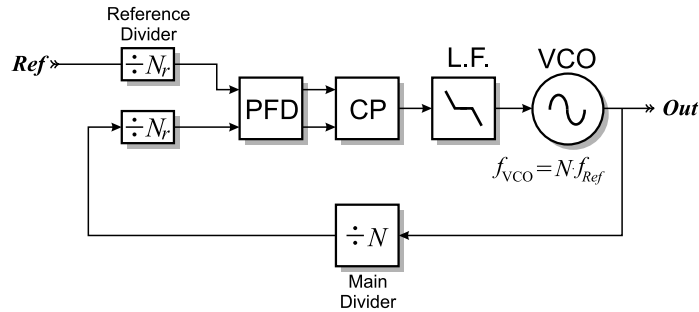 Reference
Divider
Ref
÷ Nr
÷ Nr
PFD
CP
L.F.
VCO
Out
fVCO = N·fRef
÷ N
Main
Divider